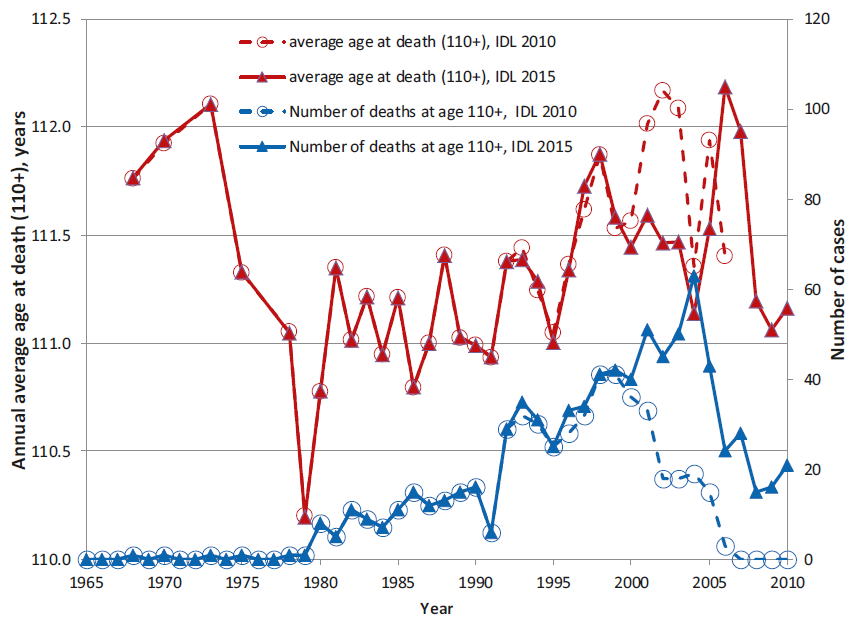 112.5
112.0
111.5
111.0
110.5
110.0
Annual average age at death (110+), years
average age at death (110+), IDL 2010
average age at death (110+), IDL 2015
Number of deaths at age 110+,  IDL 2010
Number of deaths at age 110+, IDL 2015
120
100
80
60
40
20
0
Number of cases
1965 1970 1975 1980 1985 1990 1995 2000 2005 2010
Year